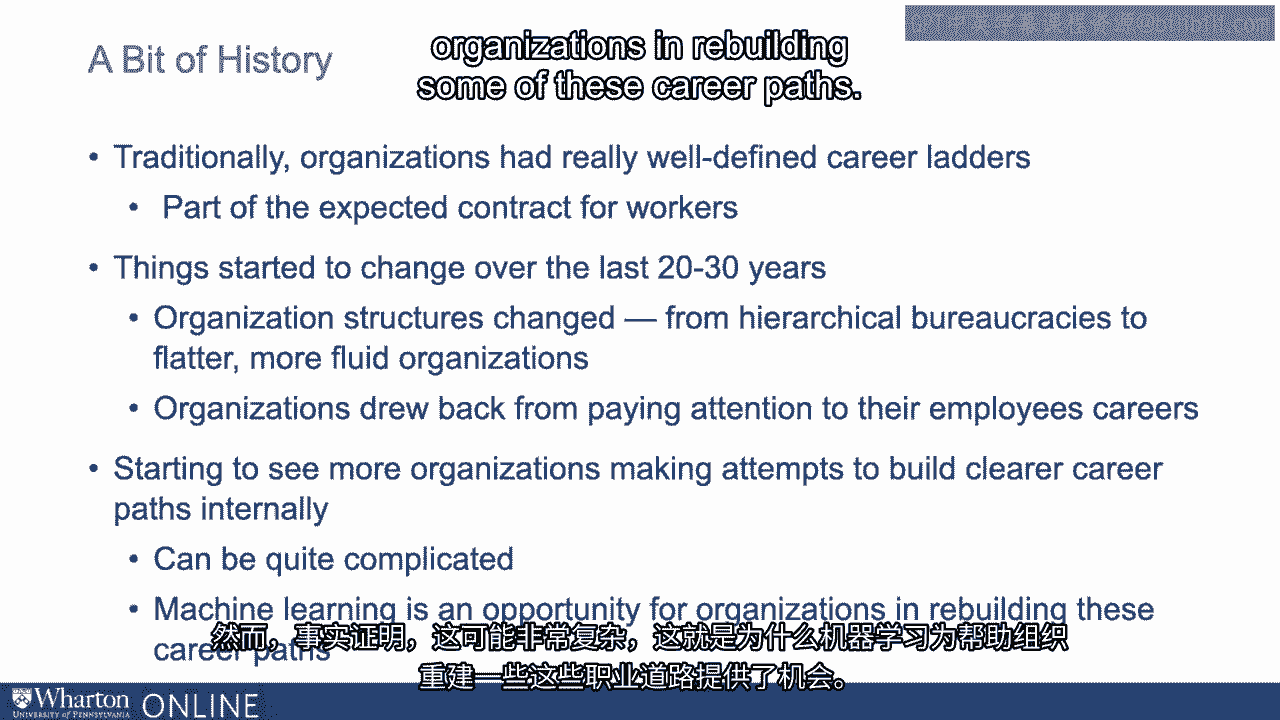 organizations in rebuilding
some of these career paths.
A Bit of History
• Traditionally, organizations had really well-defined career ladders
• Part of the expected contract for workers
• Things started to change over the last 20-30 years
• Organization structures changed — from hierarchical bureaucracies to
flatter, more fluid organizations
• Organizations drew back from paying attention to their employees careers
• Starting to see more organizations making attempts to build clearer career
paths internally
• Can be quite complicated
• Machine learning is an opportunity for organizations in rebuilding these
career paths
然而，事实证明，这可能非常复杂，这就是为什么机器学习为帮助组织
重建一些这些职业道路提供了机会。
Wharton ONLINE
UNIVERSITY of PENNSYLVANIA